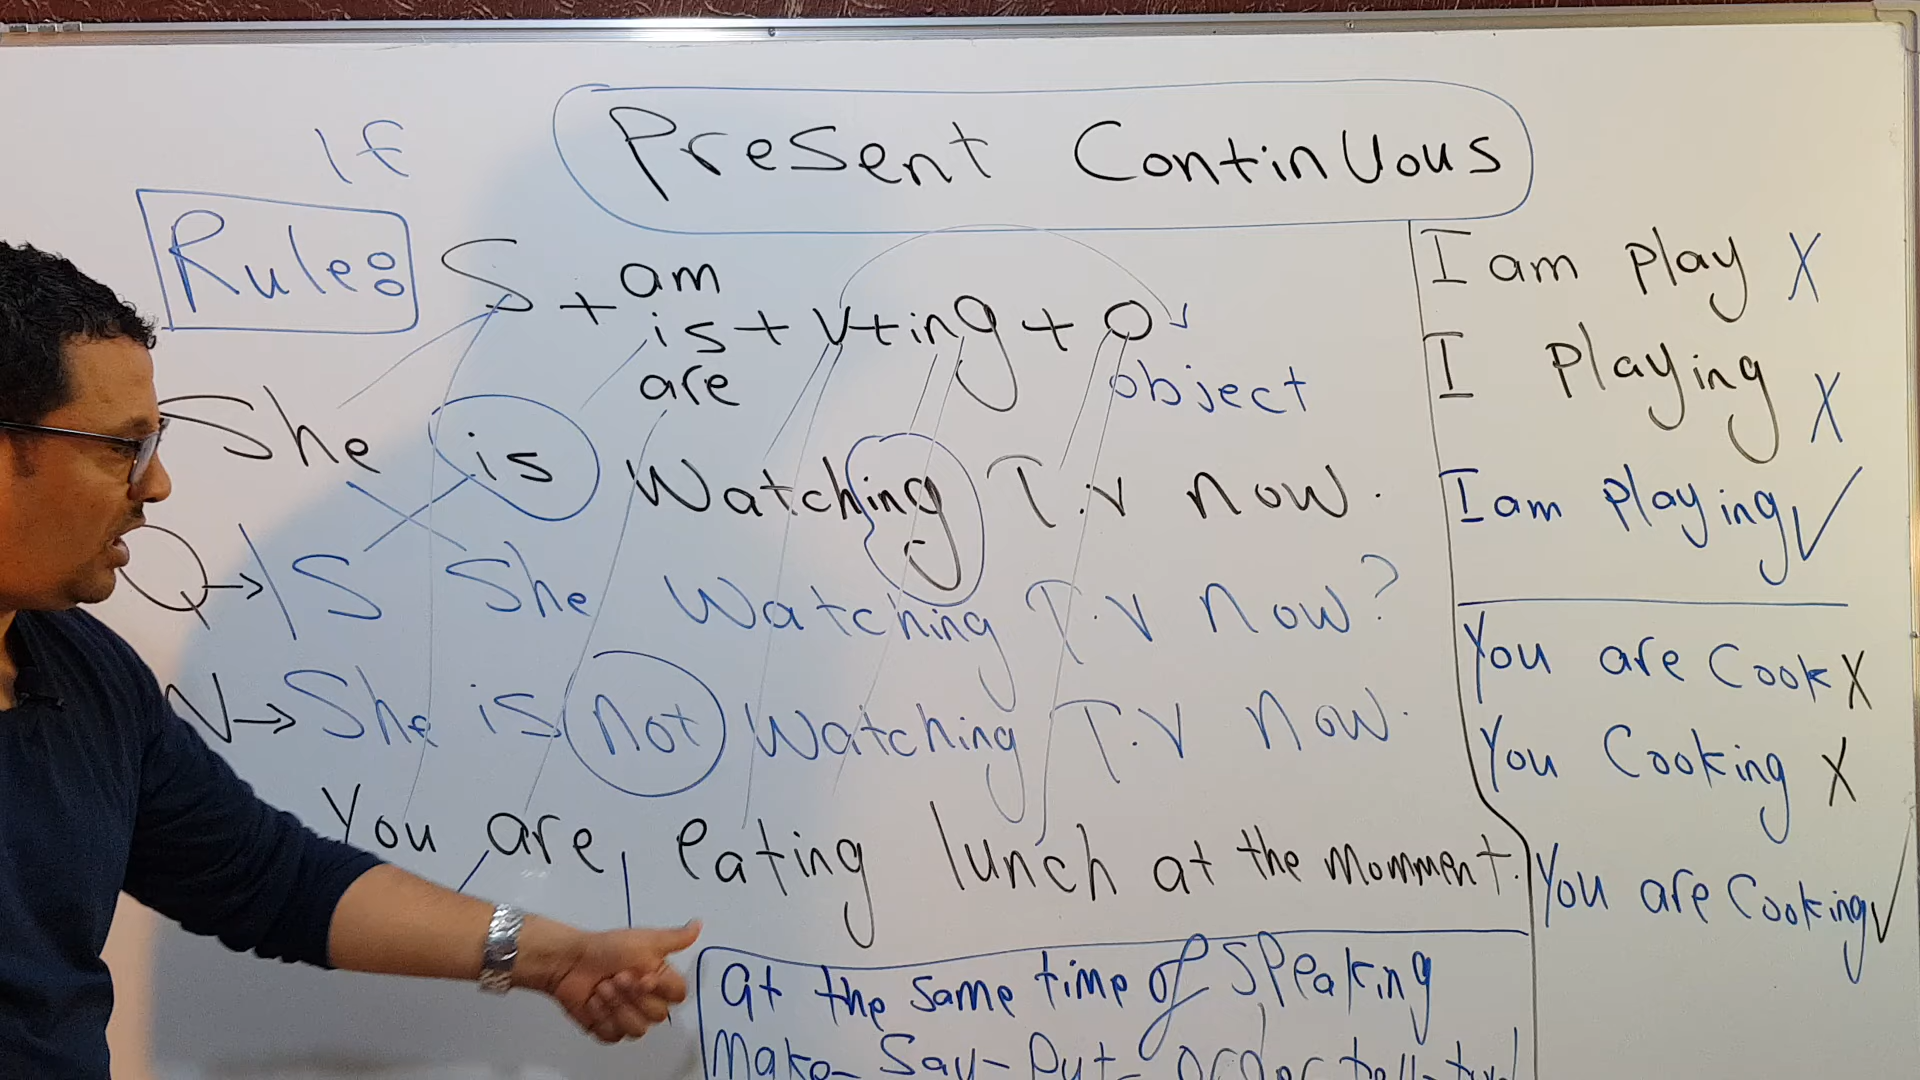 Present Continuous
If
Rule:
S + am is are + V+ing + O
object
She is Watching T.V now.
Q→ Is She Watching T.V now?
N→ She is not Watching T.V now.
You are eating lunch at the Momment.
at the same time of speaking
Make - Say - Put - order tell
I am play X
I playing X
I am playing ✓
You are Cook X
You Cooking X
You are Cooking ✓